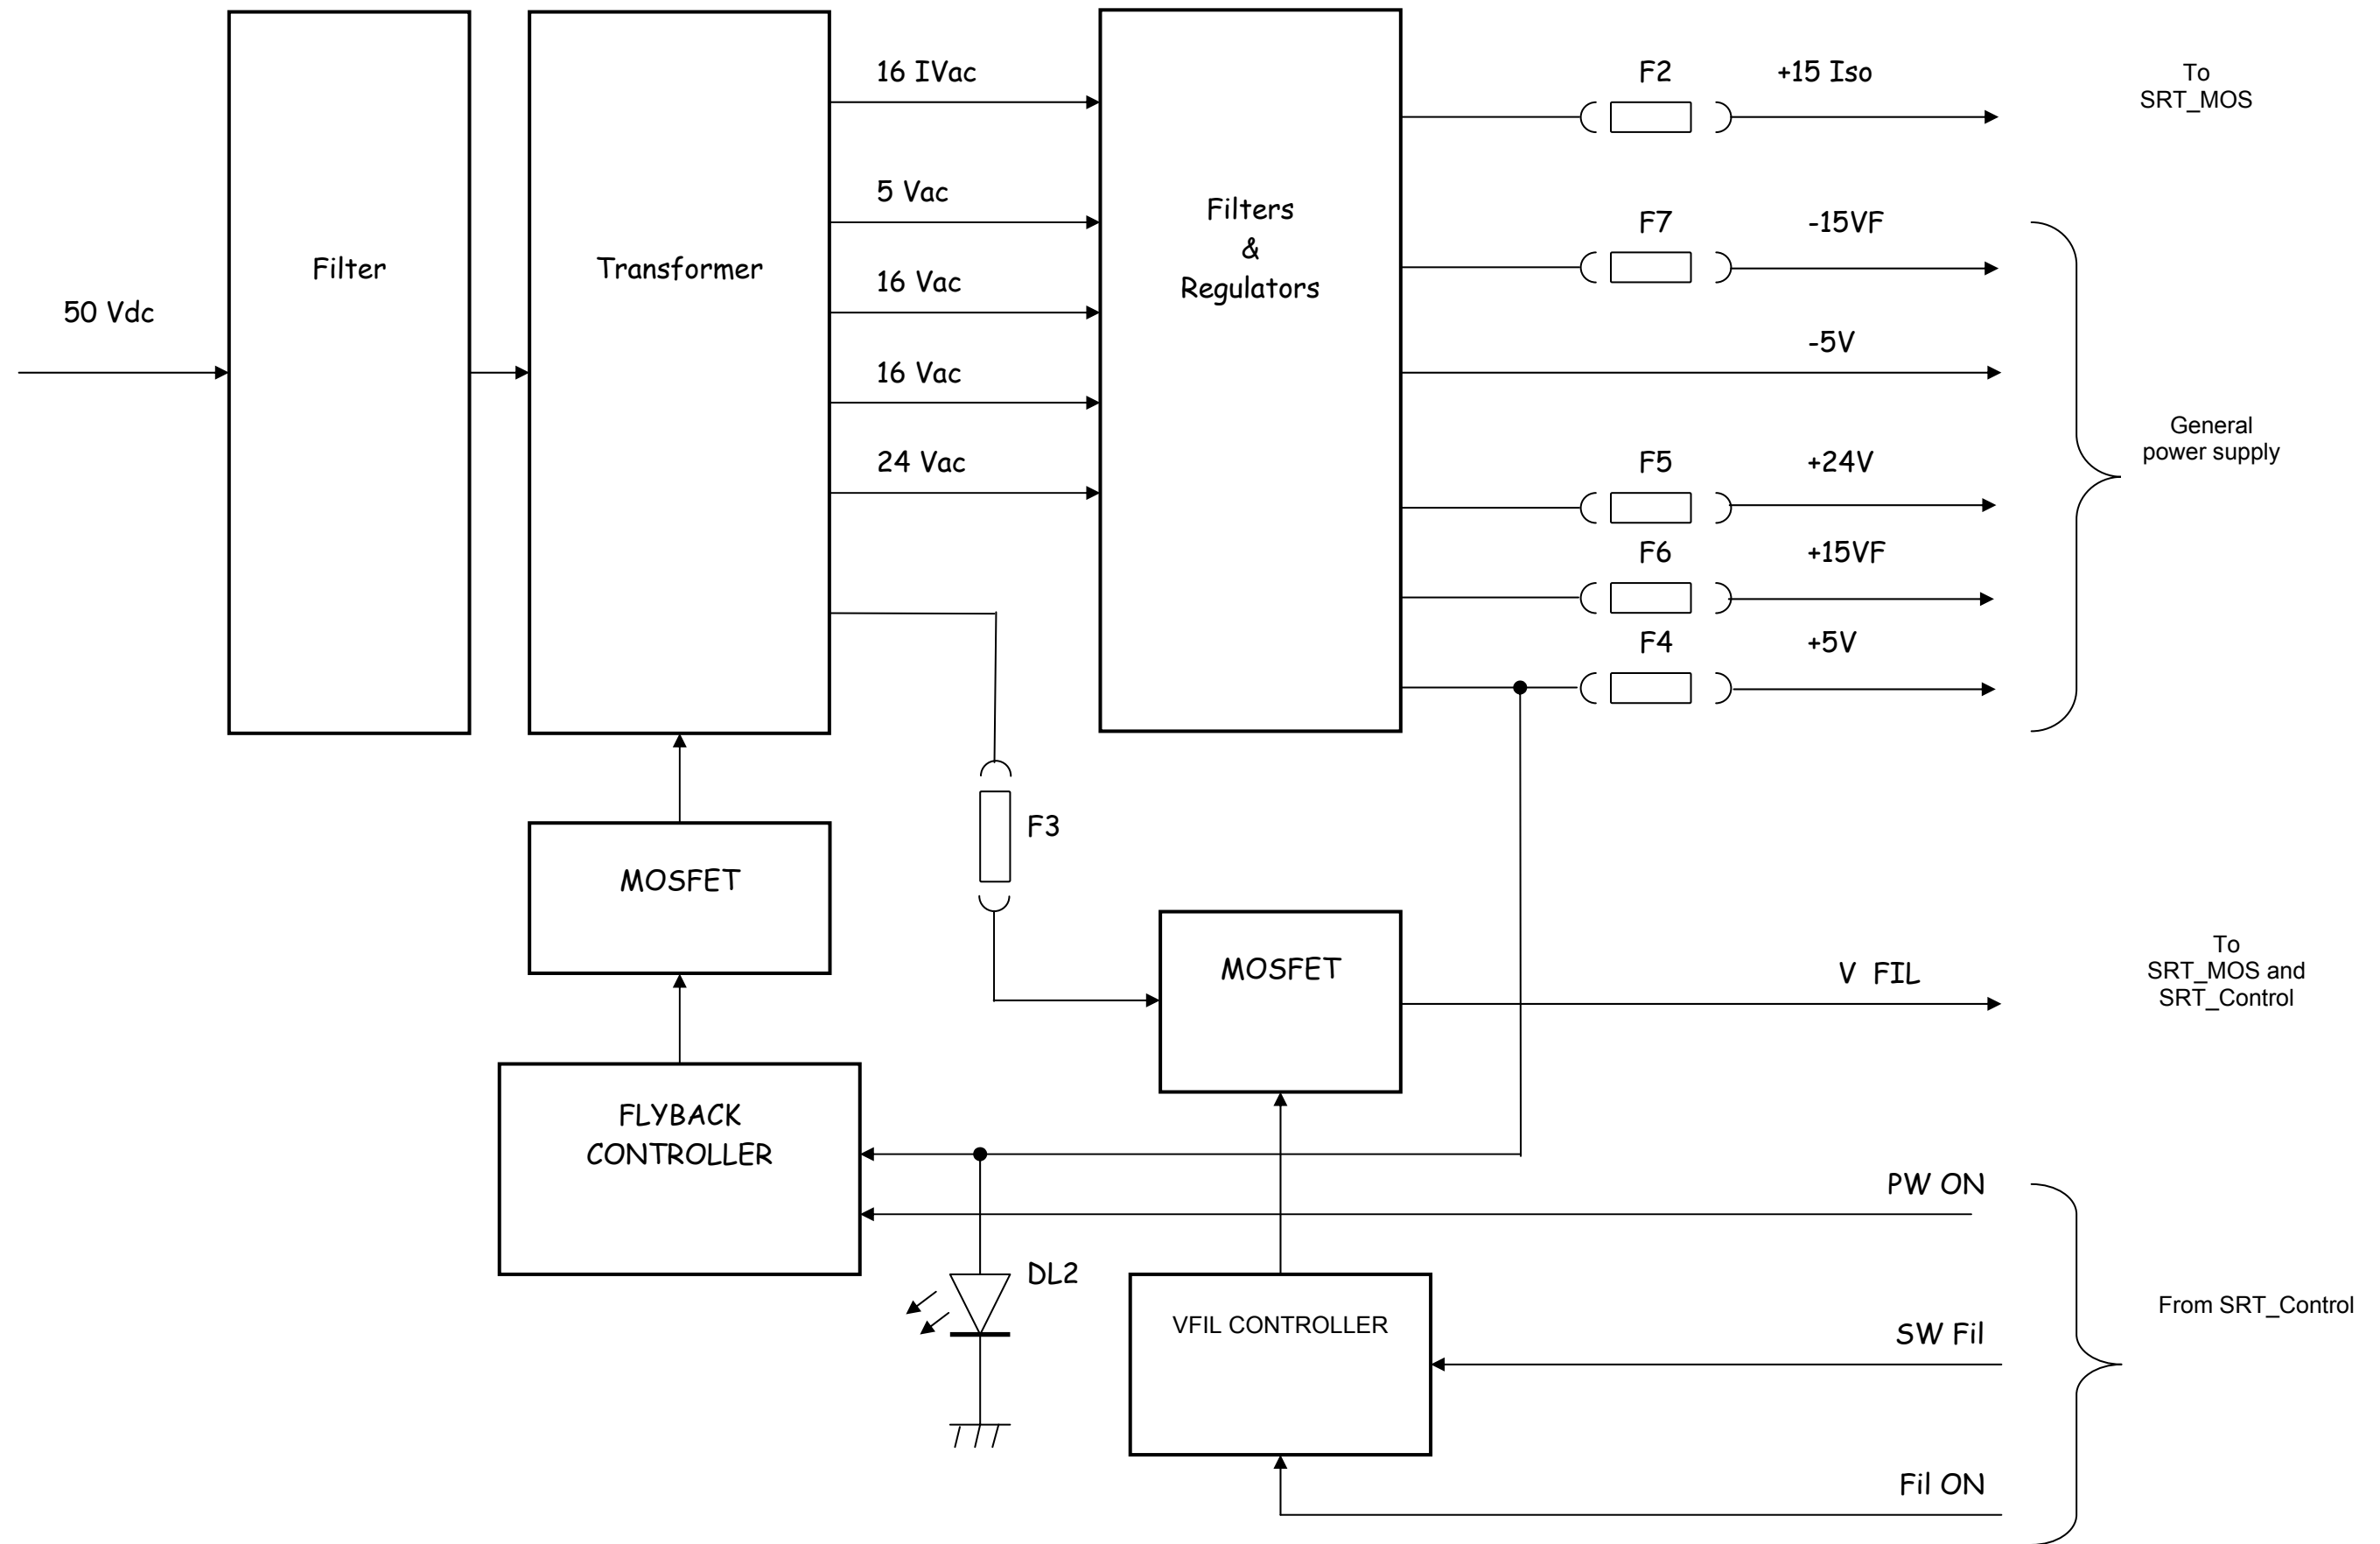 16 IVac
F2
+15 Iso
To
SRT_MOS
5 Vac
Filters
&
Regulators
F7
-15VF
Filter
Transformer
50 Vdc
16 Vac
-5V
16 Vac
General
power supply
24 Vac
F5
+24V
F6
+15VF
F4
+5V
F3
MOSFET
MOSFET
V FIL
To
SRT_MOS and
SRT_Control
FLYBACK
CONTROLLER
PW ON
DL2
VFIL CONTROLLER
From SRT_Control
SW Fil
Fil ON